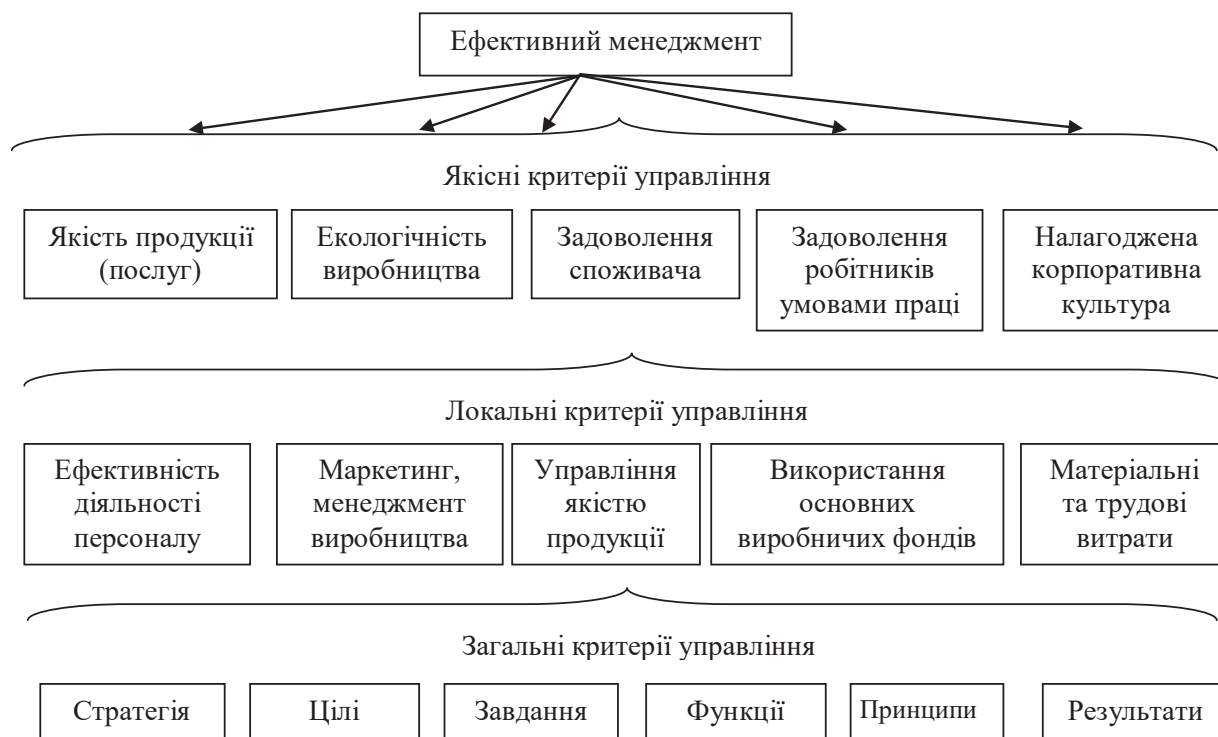 Ефективний менеджмент
Якісні критерії управління
Якість продукції
(послуг)
Екологічність
виробництва
Задоволення
споживача
Задоволення
робітників
умовами праці
Налагоджена
корпоративна
культура
Локальні критерії управління
Ефективність
діяльності
персоналу
Маркетинг,
менеджмент
виробництва
Управління
якістю
продукції
Використання
основних
виробничих фондів
Матеріальні
та трудові
витрати
Загальні критерії управління
Стратегія
Цілі
Завдання
Функції
Принципи
Результати